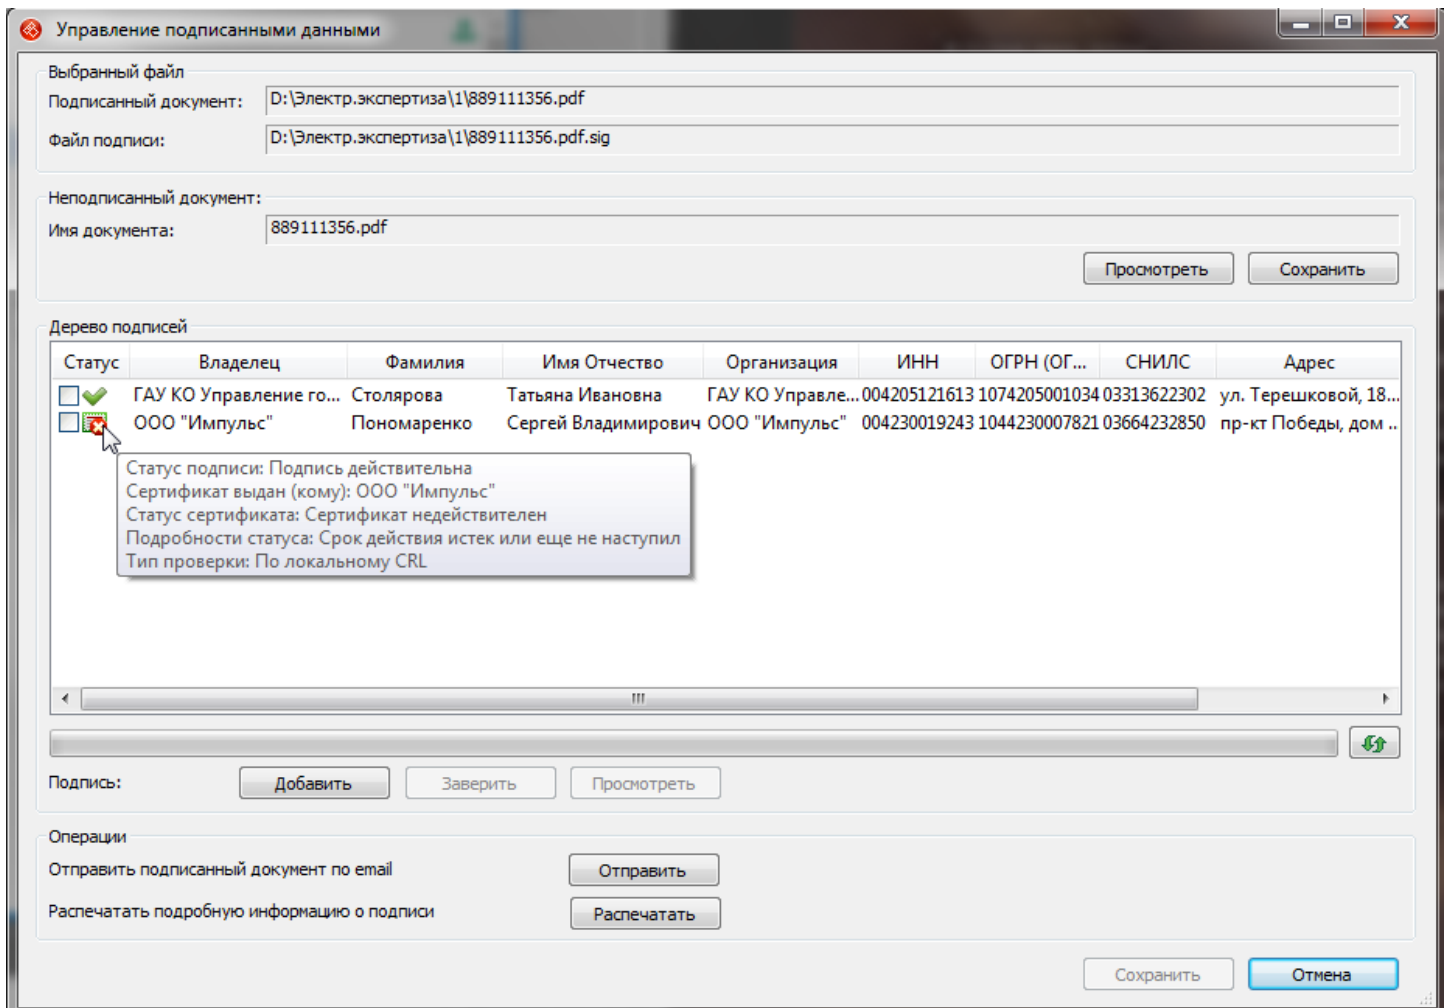 Управление подписанными данными
Выбранный файл
Подписанный документ: D:\Электр.экспертиза\1\889111356.pdf
Файл подписи: D:\Электр.экспертиза\1\889111356.pdf.sig
Неподписанный документ:
Имя документа: 889111356.pdf
Просмотреть Сохранить
Дерево подписей
Статус Владелец Фамилия Имя Отчество Организация ИНН ОГРН (ОГ... СНИЛС Адрес
ГАУ КО Управление го... Столярова Татьяна Ивановна ГАУ КО Управле... 004205121613 1074205001034 03313622302 ул. Терешковой, 18...
ООО "Импульс" Пономаренко Сергей Владимирович ООО "Импульс" 004230019243 1044230007821 03664232850 пр-кт Победы, дом ..
Статус подписи: Подпись действительна
Сертификат выдан (кому): ООО "Импульс"
Статус сертификата: Сертификат недействителен
Подробности статуса: Срок действия истек или еще не наступил
Тип проверки: По локальному CRL
Подпись: Добавить Заверить Просмотреть
Операции
Отправить подписанный документ по email Отправить
Распечатать подробную информацию о подписи Распечатать
Сохранить Отмена